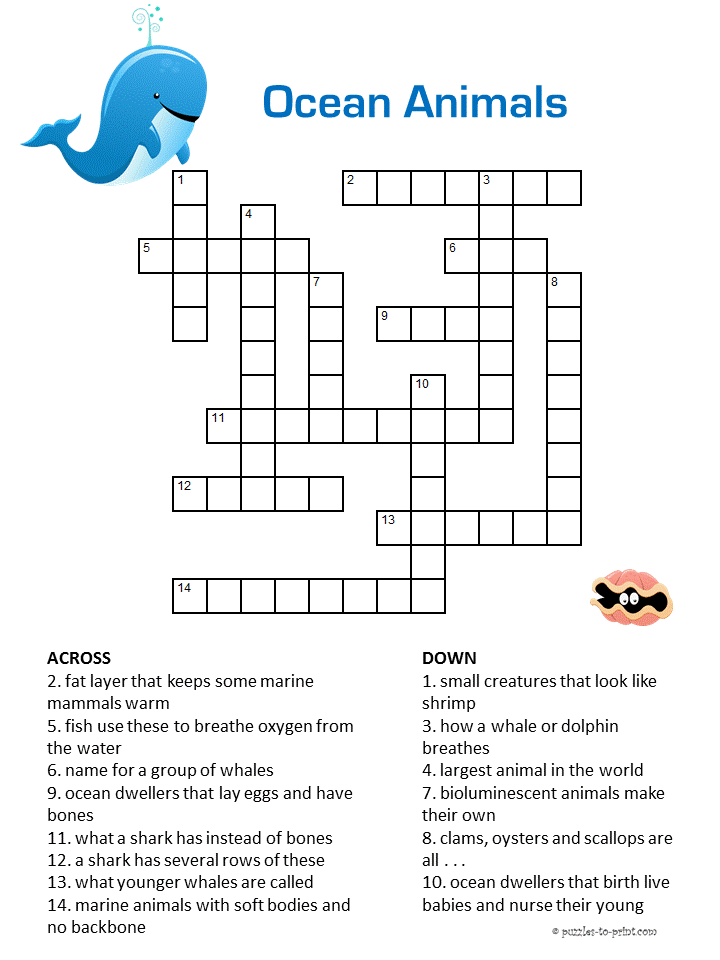 Ocean Animals
1
2
3
4
5
6
7
8
9
10
11
12
13
14
ACROSS
2. fat layer that keeps some marine
mammals warm
5. fish use these to breathe oxygen from
the water
6. name for a group of whales
9. ocean dwellers that lay eggs and have
bones
11. what a shark has instead of bones
12. a shark has several rows of these
13. what younger whales are called
14. marine animals with soft bodies and
no backbone
DOWN
1. small creatures that look like
shrimp
3. how a whale or dolphin
breathes
4. largest animal in the world
7. bioluminescent animals make
their own
8. clams, oysters and scallops are
all . . .
10. ocean dwellers that birth live
babies and nurse their young
© puzzles-to-print.com